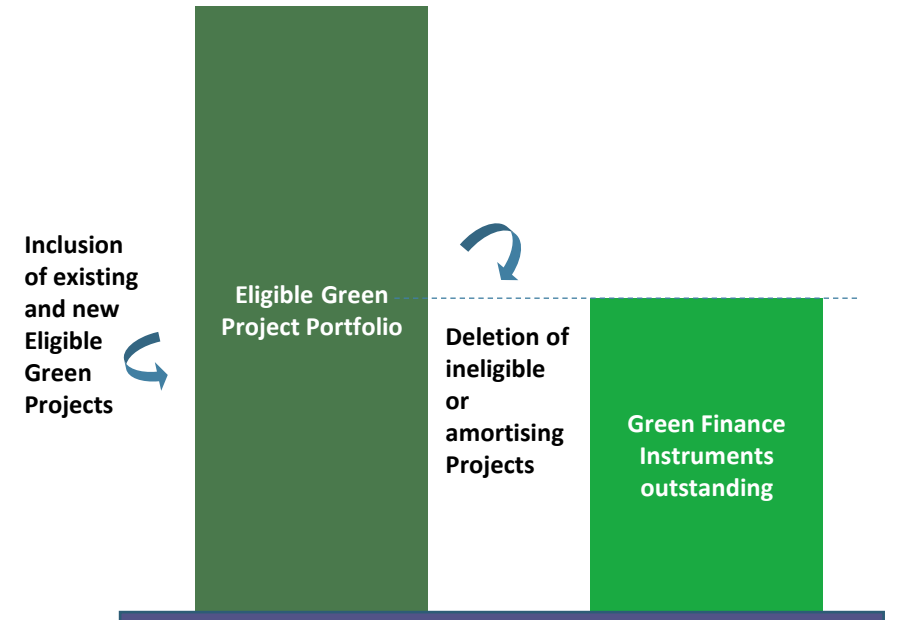 Inclusion
of existing
and new
Eligible
Green
Projects
Eligible Green
Project Portfolio
Deletion of
ineligible
or
amortising
Projects
Green Finance
Instruments
outstanding